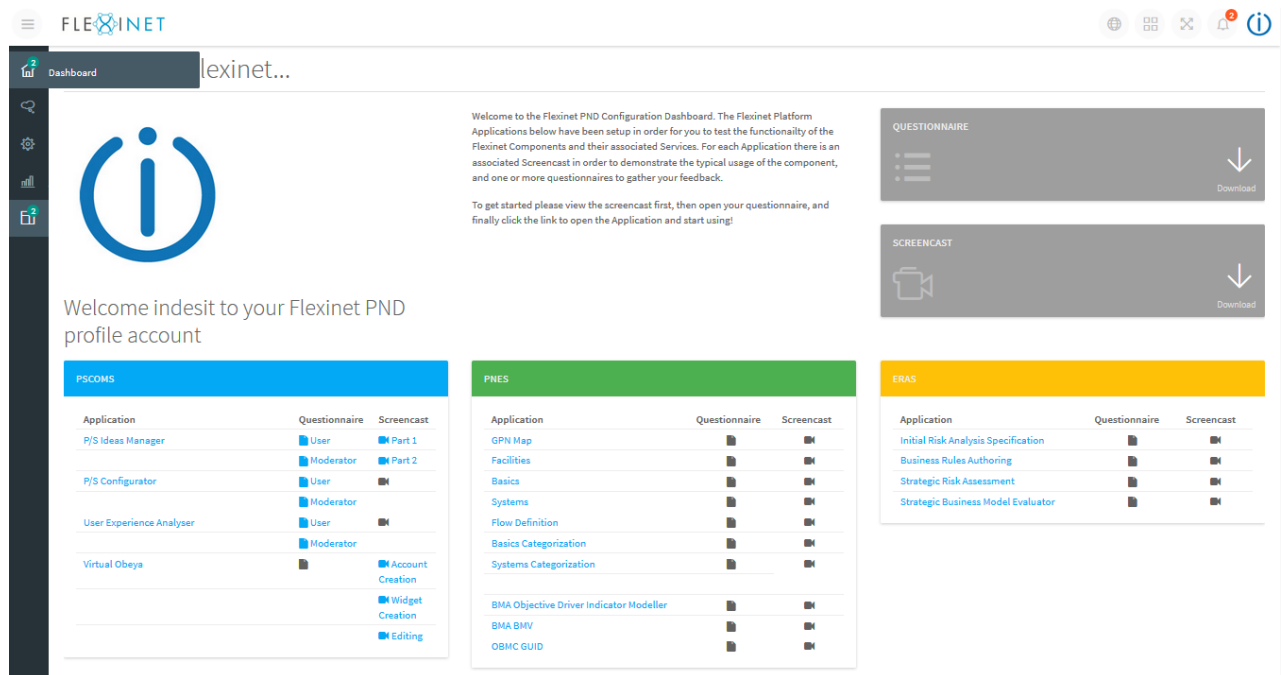 FLEXINET
2
2
Dashboard
lexinet...
2
Welcome to the Flexinet PND Configuration Dashboard. The Flexinet Platform
Applications below have been setup in order for you to test the functionailty of the
Flexinet Components and their associated Services. For each Application there is an
associated Screencast in order to demonstrate the typical usage of the component,
and one or more questionnaires to gather your feedback.
To get started please view the screencast first, then open your questionnaire, and
finally click the link to open the Application and start using!
QUESTIONNAIRE
Download
SCREENCAST
Download
Welcome indesit to your Flexinet PND
profile account
PSCOMS
Application Questionnaire Screencast
P/S Ideas Manager User Part 1
Moderator Part 2
P/S Configurator User
Moderator
User Experience Analyser User
Moderator
Virtual Obeya Account
Creation
Widget
Creation
Editing
PNES
Application Questionnaire Screencast
GPN Map
Facilities
Basics
Systems
Flow Definition
Basics Categorization
Systems Categorization
BMA Objective Driver Indicator Modeller
BMA BMV
OBMC GUID
ERAS
Application Questionnaire Screencast
Initial Risk Analysis Specification
Business Rules Authoring
Strategic Risk Assessment
Strategic Business Model Evaluator